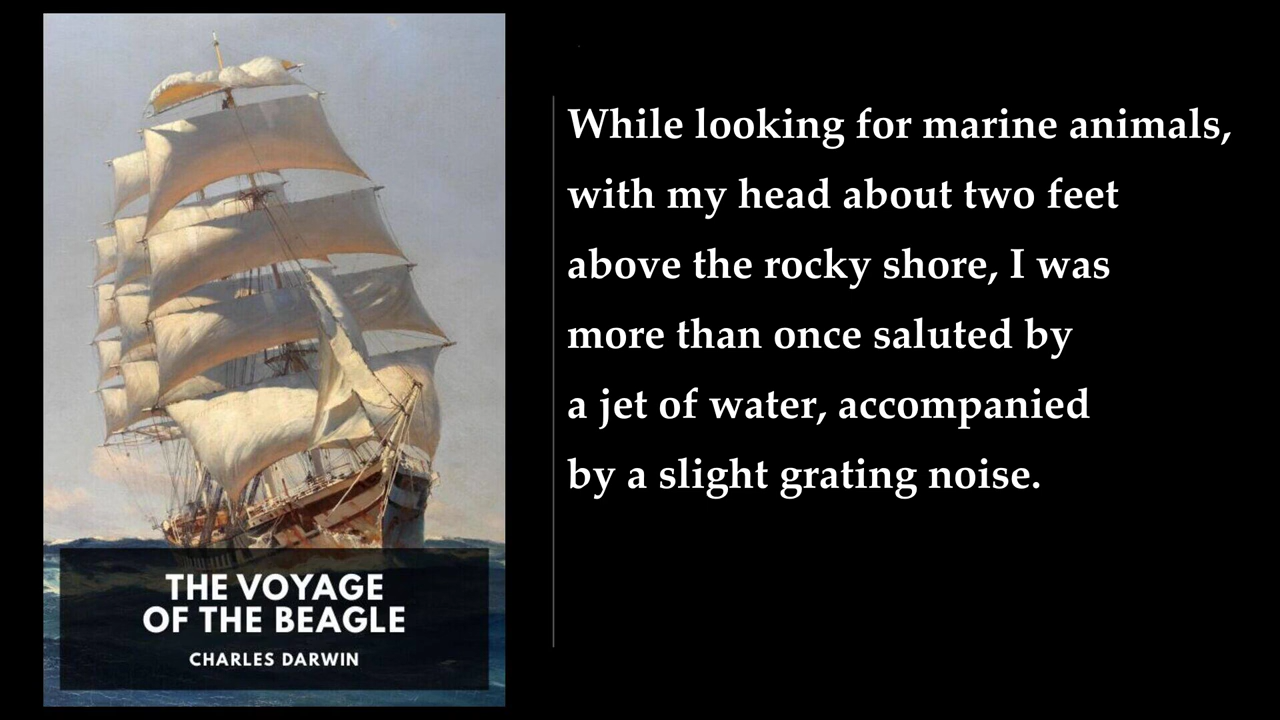 THE VOYAGE
OF THE BEAGLE
CHARLES DARWIN
While looking for marine animals,
with my head about two feet
above the rocky shore, I was
more than once saluted by
a jet of water, accompanied
by a slight grating noise.